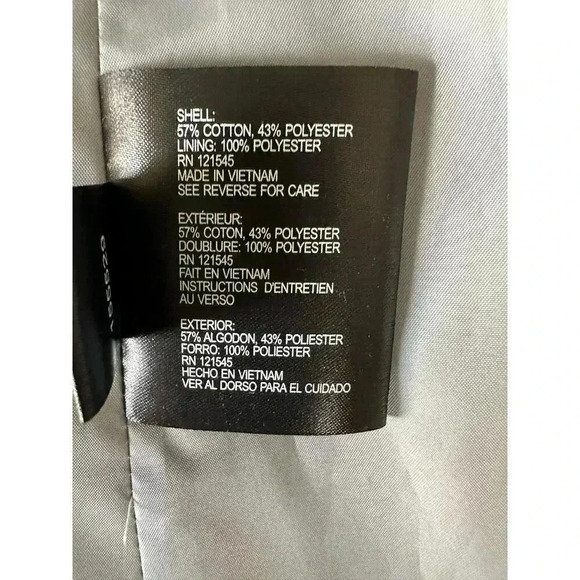 SHELL:
57% COTTON, 43% POLYESTER
LINING: 100% POLYESTER
RN 121545
MADE IN VIETNAM
SEE REVERSE FOR CARE
EXTÉRIEUR:
57% COTON, 43% POLYESTER
DOUBLURE: 100% POLYESTER
RN 121545
FAIT EN VIETNAM
INSTRUCTIONS D'ENTRETIEN
AU VERSO
EXTERIOR:
57% ALGODON, 43% POLIESTER
FORRO: 100% POLIESTER
RN 121545
HECHO EN VIETNAM
VER AL DORSO PARA EL CUIDADO